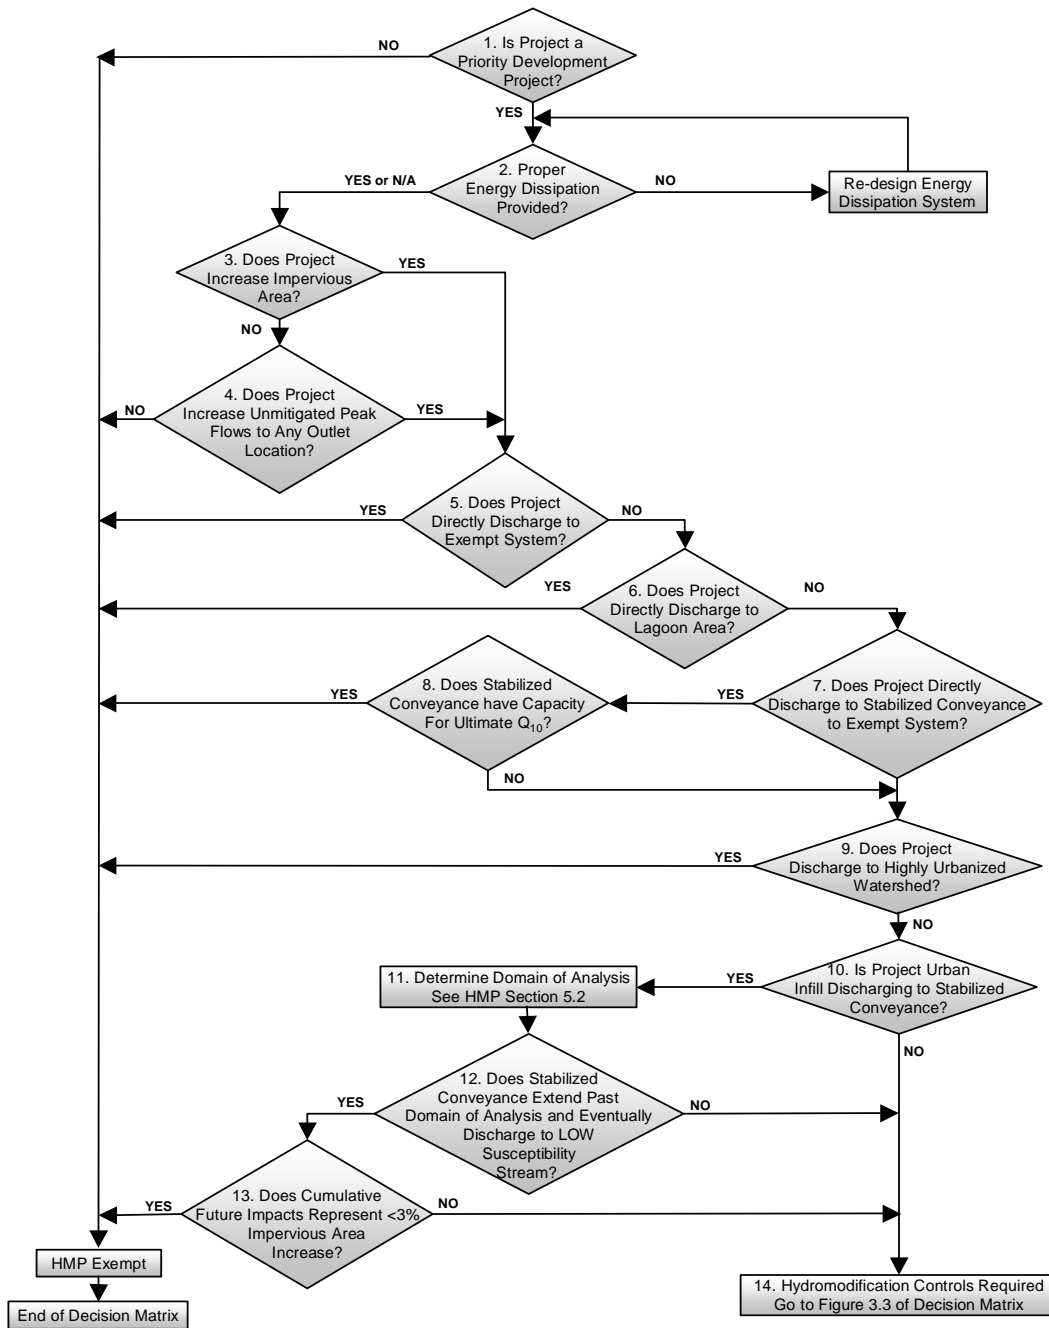 NO
1. Is Project a
Priority Development
Project?
YES
2. Proper
Energy Dissipation
Provided?
YES or N/A
NO
Re-design Energy
Dissipation System
3. Does Project
Increase Impervious
Area?
YES
NO
4. Does Project
Increase Unmitigated Peak
Flows to Any Outlet
Location?
NO
YES
5. Does Project
Directly Discharge to
Exempt System?
YES
NO
6. Does Project
Directly Discharge to
Lagoon Area?
YES
NO
7. Does Project Directly
Discharge to Stabilized Conveyance
to Exempt System?
YES
8. Does Stabilized
Conveyance have Capacity
For Ultimate Q10?
YES
NO
9. Does Project
Discharge to Highly Urbanized
Watershed?
YES
NO
10. Is Project Urban
Infill Discharging to Stabilized
Conveyance?
YES
NO
11. Determine Domain of Analysis
See HMP Section 5.2
12. Does Stabilized
Conveyance Extend Past
Domain of Analysis and Eventually
Discharge to LOW
Susceptibility
Stream?
YES
NO
13. Does Cumulative
Future Impacts Represent <3%
Impervious Area
Increase?
YES
NO
HMP Exempt
End of Decision Matrix
14. Hydromodification Controls Required
Go to Figure 3.3 of Decision Matrix